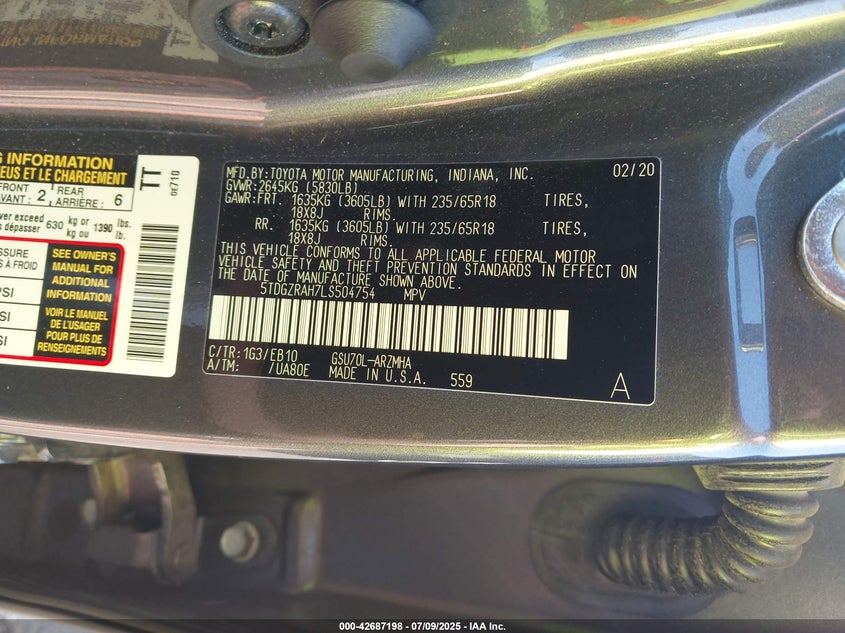 G INFORMATION
EUS ET LE CHARGEMENT
TT
0E710
FRONT 2 REAR 6
AVANT : ARRIÈRE :
ever exceed 630 kg or 1390 lbs.
s dépasser kg ou lb.
SSURE
S À FROID
PSI
SI
SI
SEE OWNER'S
MANUAL FOR
ADDITIONAL
INFORMATION
VOIR LE MANUEL
DE L'USAGER
POUR PLUS DE
RENSEIGNEMENTS
MFD.BY:TOYOTA MOTOR MANUFACTURING, INDIANA, INC. 02/20
GVWR:2645KG (5830LB)
GAWR:FRT. 1635KG (3605LB) WITH 235/65R18 TIRES,
18X8J RIMS.
RR. 1635KG (3605LB) WITH 235/65R18 TIRES,
18X8J RIMS.
THIS VEHICLE CONFORMS TO ALL APPLICABLE FEDERAL MOTOR
VEHICLE SAFETY AND THEFT PREVENTION STANDARDS IN EFFECT ON
THE DATE OF MANUFACTURE SHOWN ABOVE.
5TDGZRAH7LS504754 MPV
C/TR:1G3/EB10 GSU70L-ARZMHA
A/TM: /UA80E MADE IN U.S.A. 559
A
000-42687198 - 07/09/2025 - IAA Inc.